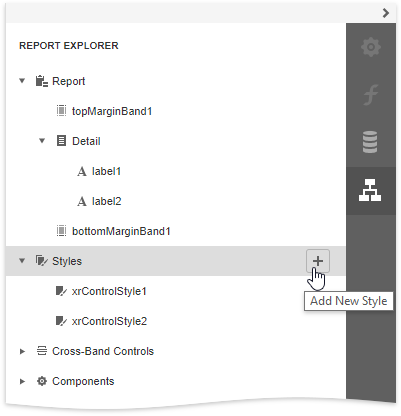 REPORT EXPLORER
Report
topMarginBand1
Detail
label1
label2
bottomMarginBand1
Styles
Add New Style
xrControlStyle1
xrControlStyle2
Cross-Band Controls
Components